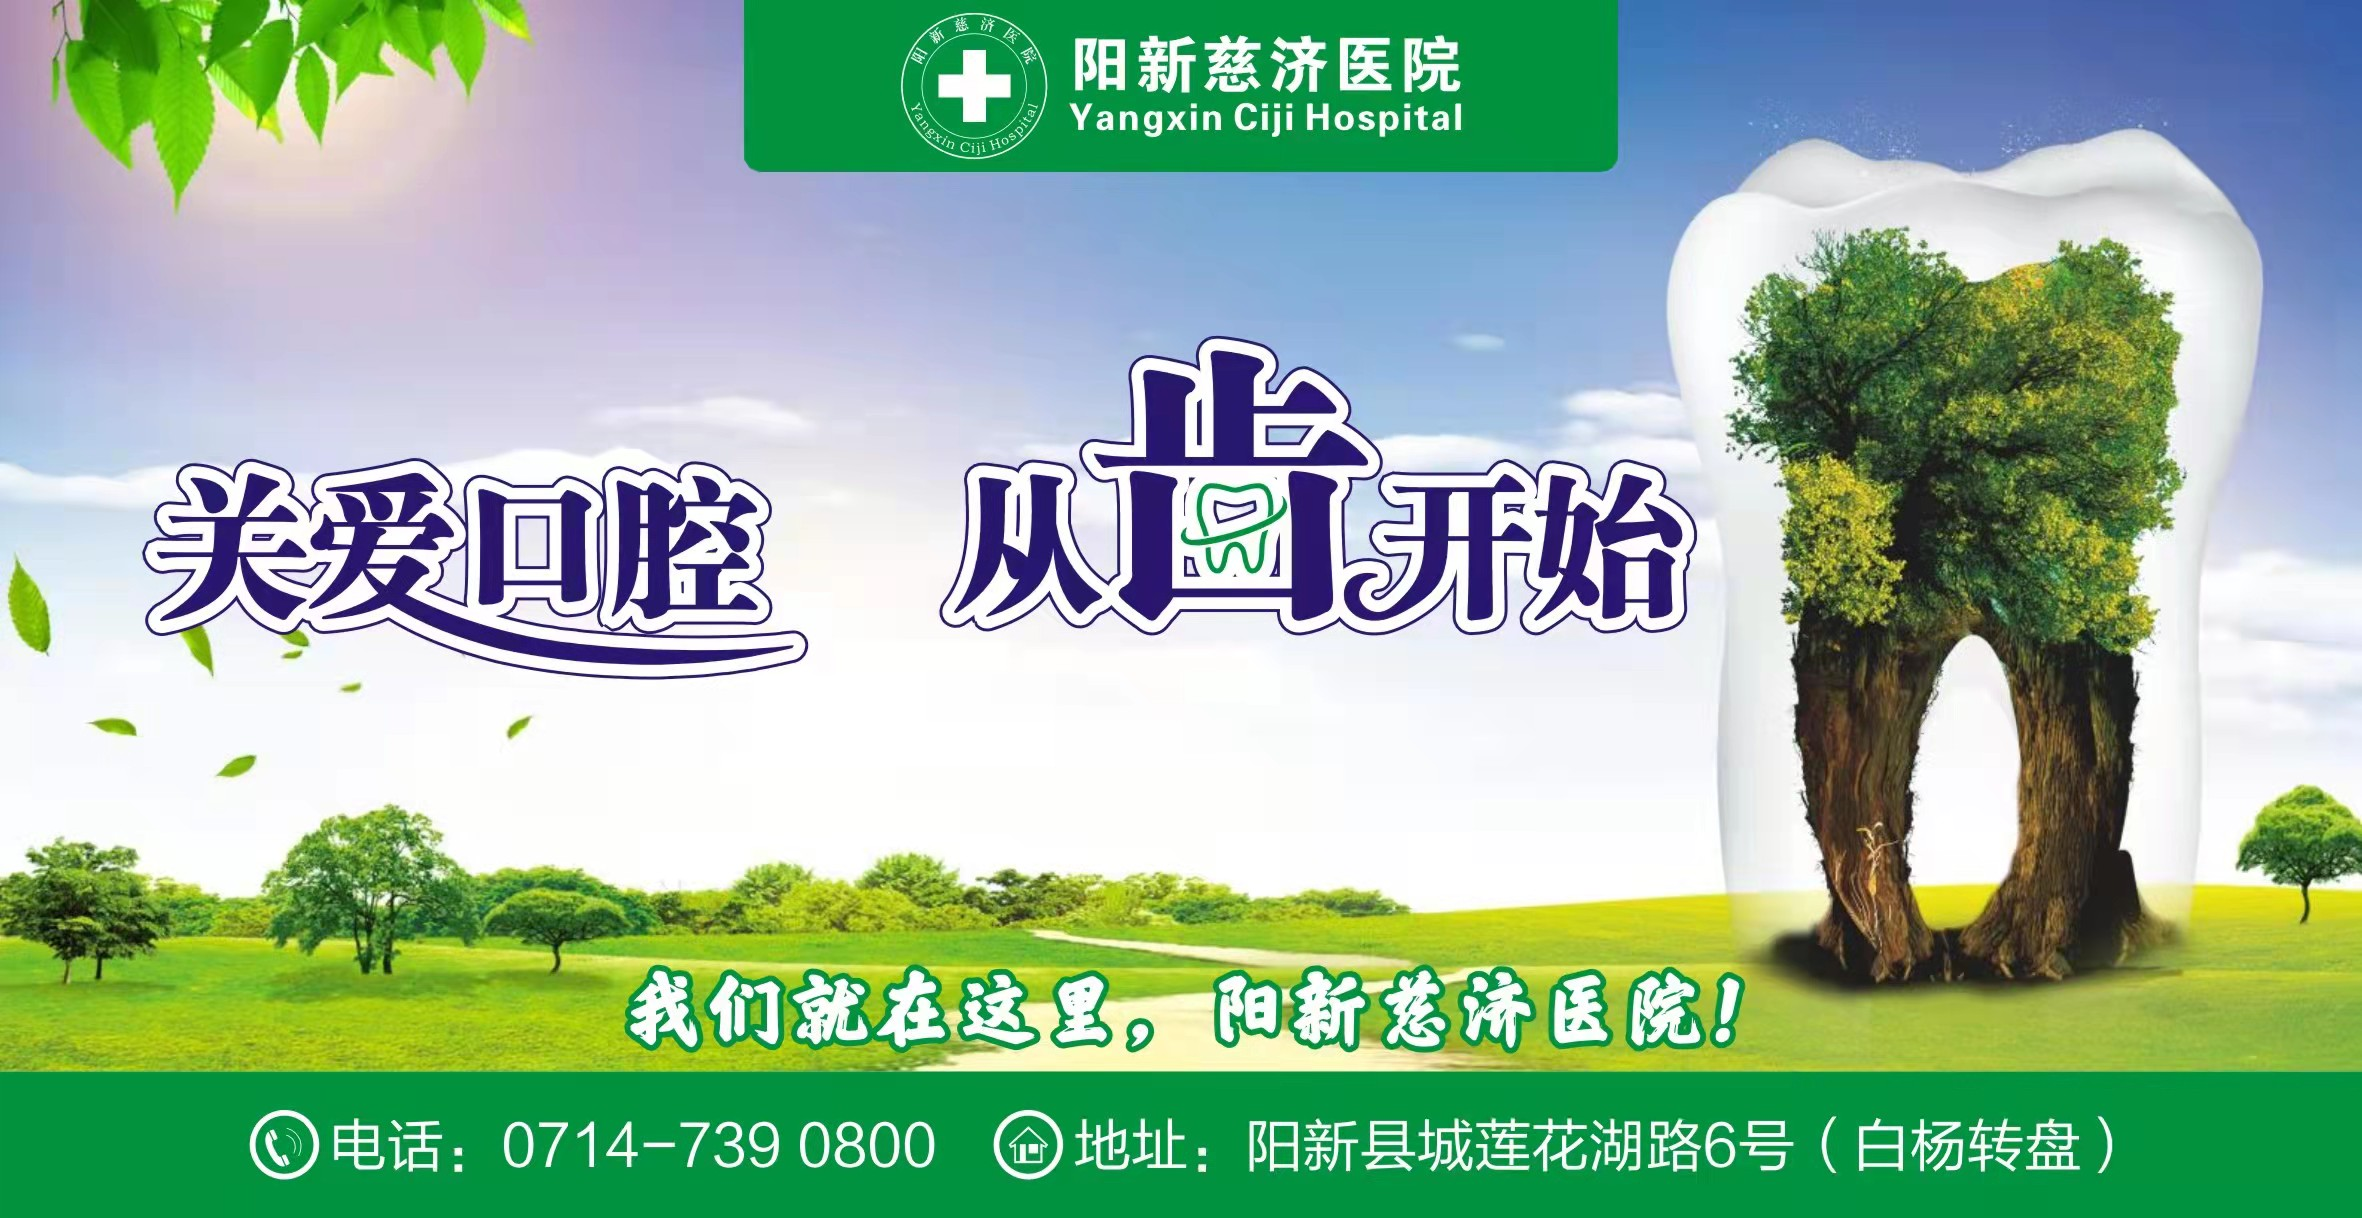 阳新慈济医院
Yangxin Ciji Hospital
阳新慈济医院
Yangxin Ciji Hospital
关爱口腔 从齿开始
我们就在这里，阳新慈济医院！
电话：0714-739 0800 地址：阳新县城莲花湖路6号（白杨转盘）